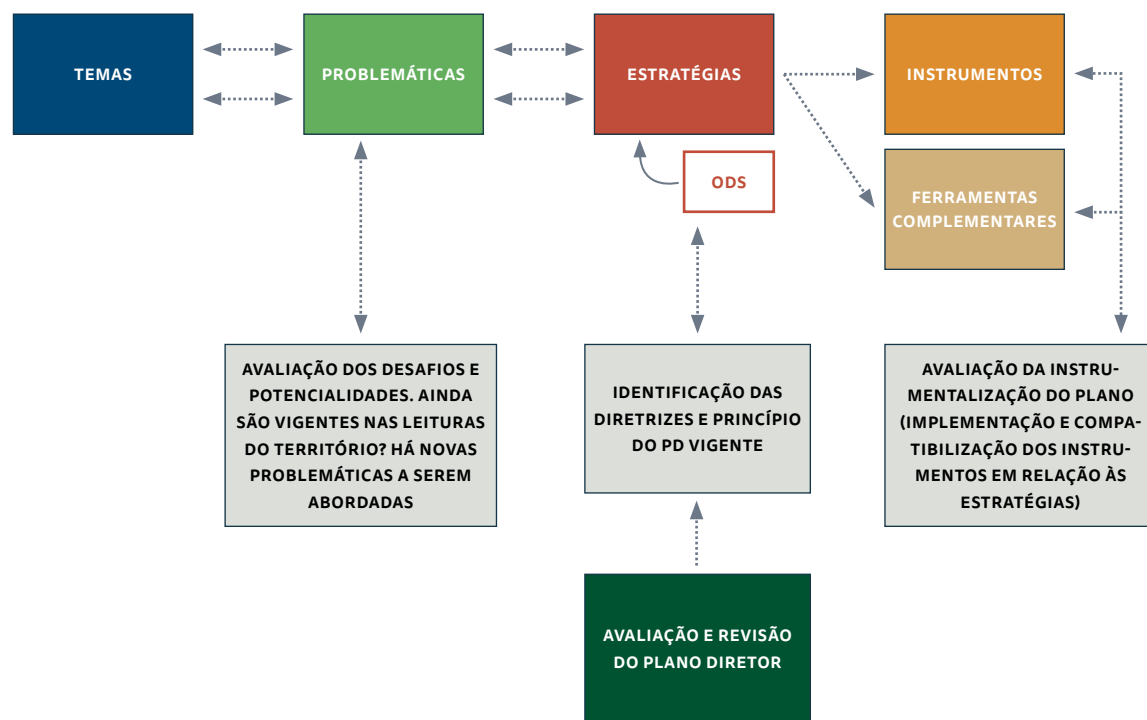 TEMAS
PROBLEMÁTICAS
ESTRATÉGIAS
INSTRUMENTOS
ODS
FERRAMENTAS
COMPLEMENTARES
AVALIAÇÃO DOS DESAFIOS E
POTENCIALIDADES. AINDA
SÃO VIGENTES NAS LEITURAS
DO TERRITÓRIO? HÁ NOVAS
PROBLEMÁTICAS A SEREM
ABORDADAS
IDENTIFICAÇÃO DAS
DIRETRIZES E PRINCÍPIO
DO PD VIGENTE
AVALIAÇÃO DA INSTRU-
MENTALIZAÇÃO DO PLANO
(IMPLEMENTAÇÃO E COMPA-
TIBILIZAÇÃO DOS INSTRU-
MENTOS EM RELAÇÃO ÀS
ESTRATÉGIAS)
AVALIAÇÃO E REVISÃO
DO PLANO DIRETOR